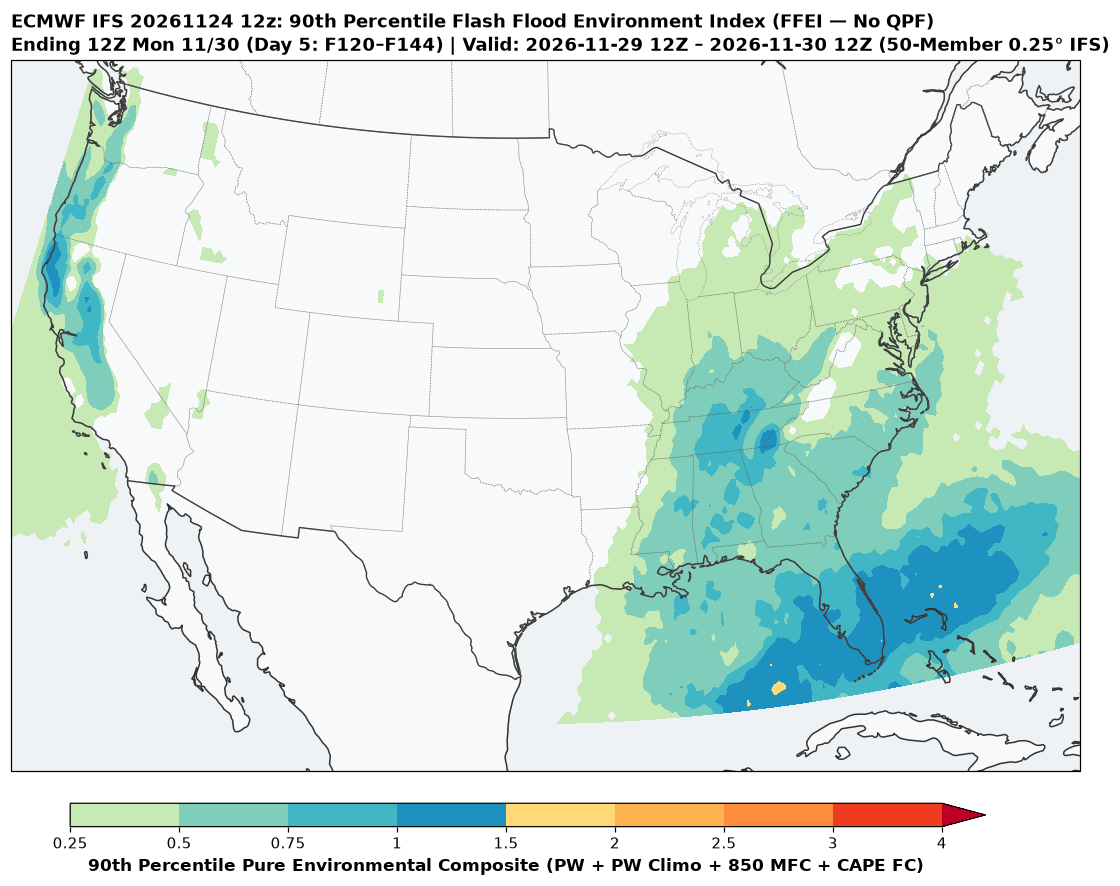 ECMWF IFS 20261124 12z: 90th Percentile Flash Flood Environment Index (FFEI — No QPF)
Ending 12Z Mon 11/30 (Day 5: F120–F144) | Valid: 2026-11-29 12Z – 2026-11-30 12Z (50-Member 0.25° IFS)
0.25 0.5 0.75 1 1.5 2 2.5 3 4
90th Percentile Pure Environmental Composite (PW + PW Climo + 850 MFC + CAPE FC)